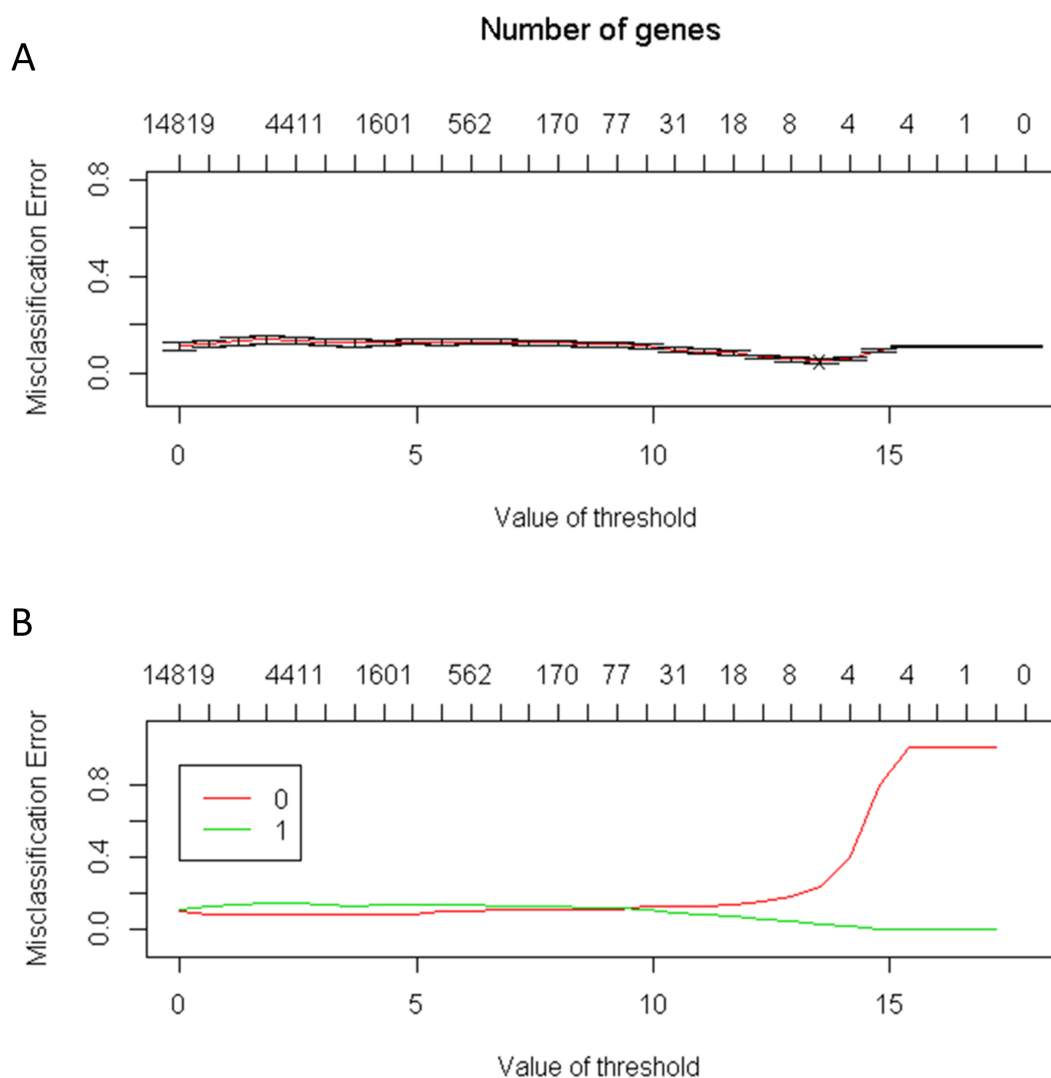 Number of genes
A
14819 4411 1601 562 170 77 31 18 8 4 4 1 0
Misclassification Error
0.8
0.4
0.0
0 5 10 15
Value of threshold
B
14819 4411 1601 562 170 77 31 18 8 4 4 1 0
Misclassification Error
0.8
0.4
0.0
0
1
0 5 10 15
Value of threshold